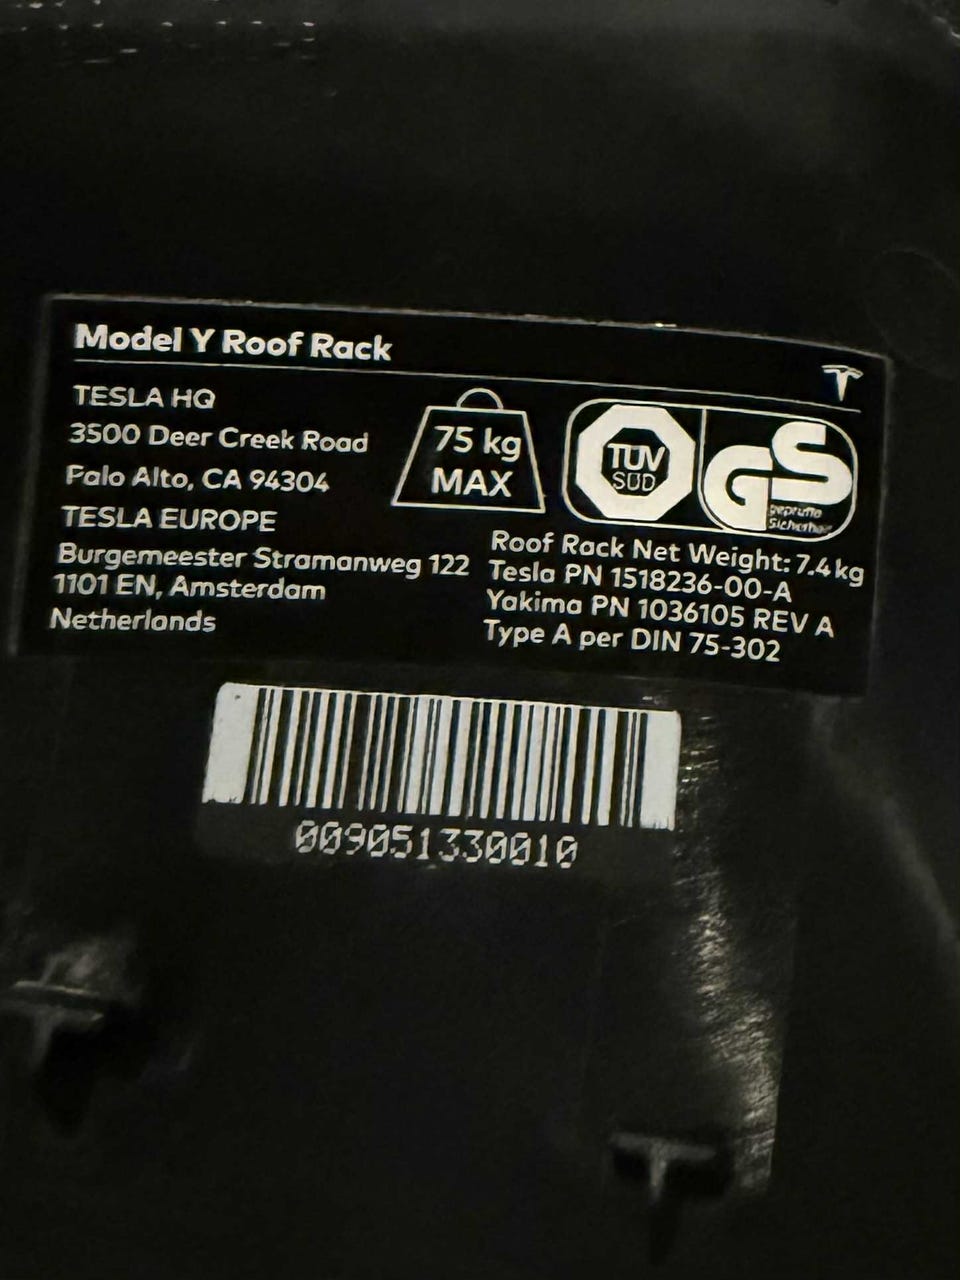 Model Y Roof Rack
TESLA HQ
3500 Deer Creek Road
Palo Alto, CA 94304
TESLA EUROPE
Burgemeester Stramanweg 122
1101 EN, Amsterdam
Netherlands
75 kg
MAX
TÜV
SÜD
GS
geprüfte
Sicherheit
Roof Rack Net Weight: 7.4 kg
Tesla PN 1518236-00-A
Yakima PN 1036105 REV A
Type A per DIN 75-302
009051330010